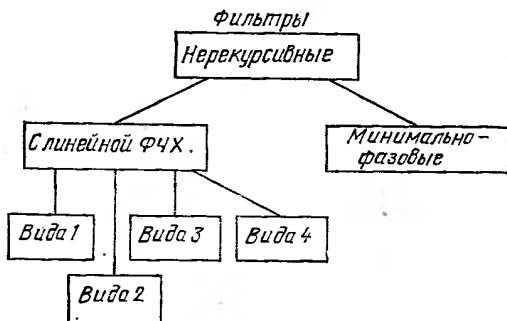 Фильтры
Нерекурсивные
С линейной ФЧХ.
Минимально-
фазовые
Вида 1
Вида 3
Вида 4
Вида 2